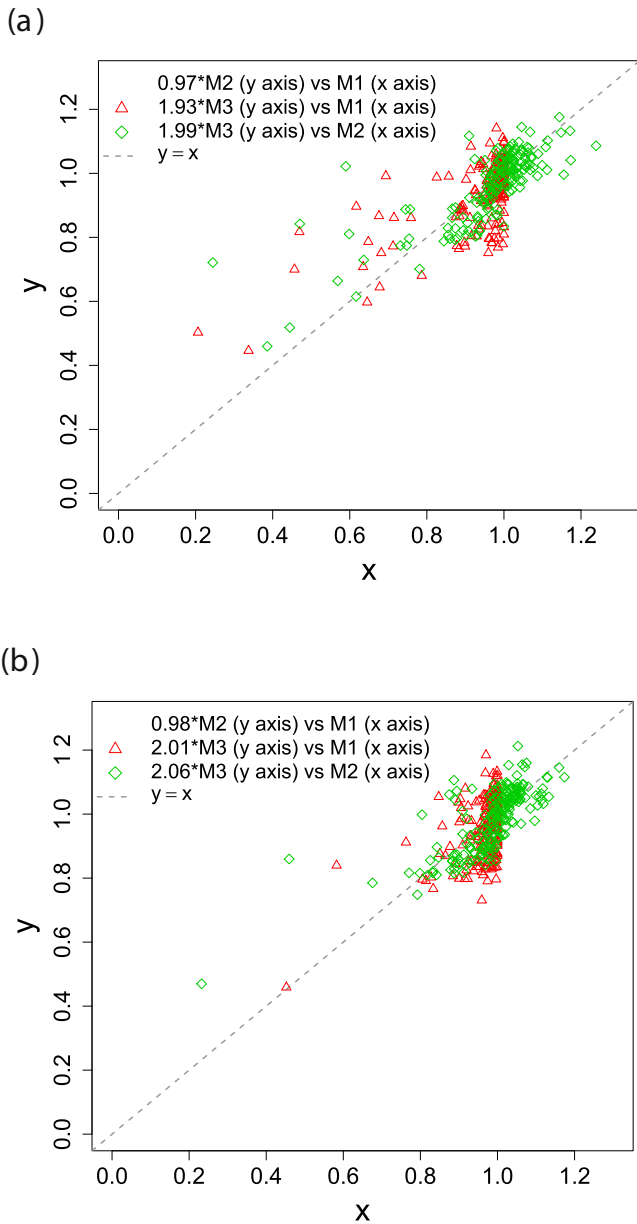 (a)
0.97*M2 (y axis) vs M1 (x axis)
1.93*M3 (y axis) vs M1 (x axis)
1.99*M3 (y axis) vs M2 (x axis)
y = x
1.2
1.0
0.8
0.6
0.4
0.2
0.0
y
0.0 0.2 0.4 0.6 0.8 1.0 1.2
x
(b)
0.98*M2 (y axis) vs M1 (x axis)
2.01*M3 (y axis) vs M1 (x axis)
2.06*M3 (y axis) vs M2 (x axis)
y = x
1.2
1.0
0.8
0.6
0.4
0.2
0.0
y
0.0 0.2 0.4 0.6 0.8 1.0 1.2
x